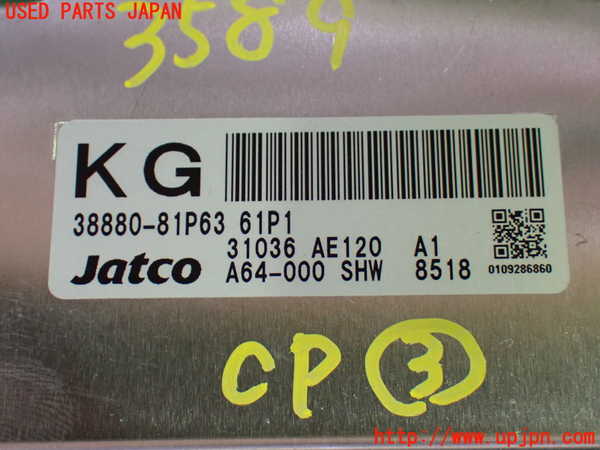 USED PARTS JAPAN
3589
KG
38880-81P63 61P1
31036 AE120 A1
Jatco A64-000 SHW 8518
0109286860
CP ③
http://www.upjpn.com/